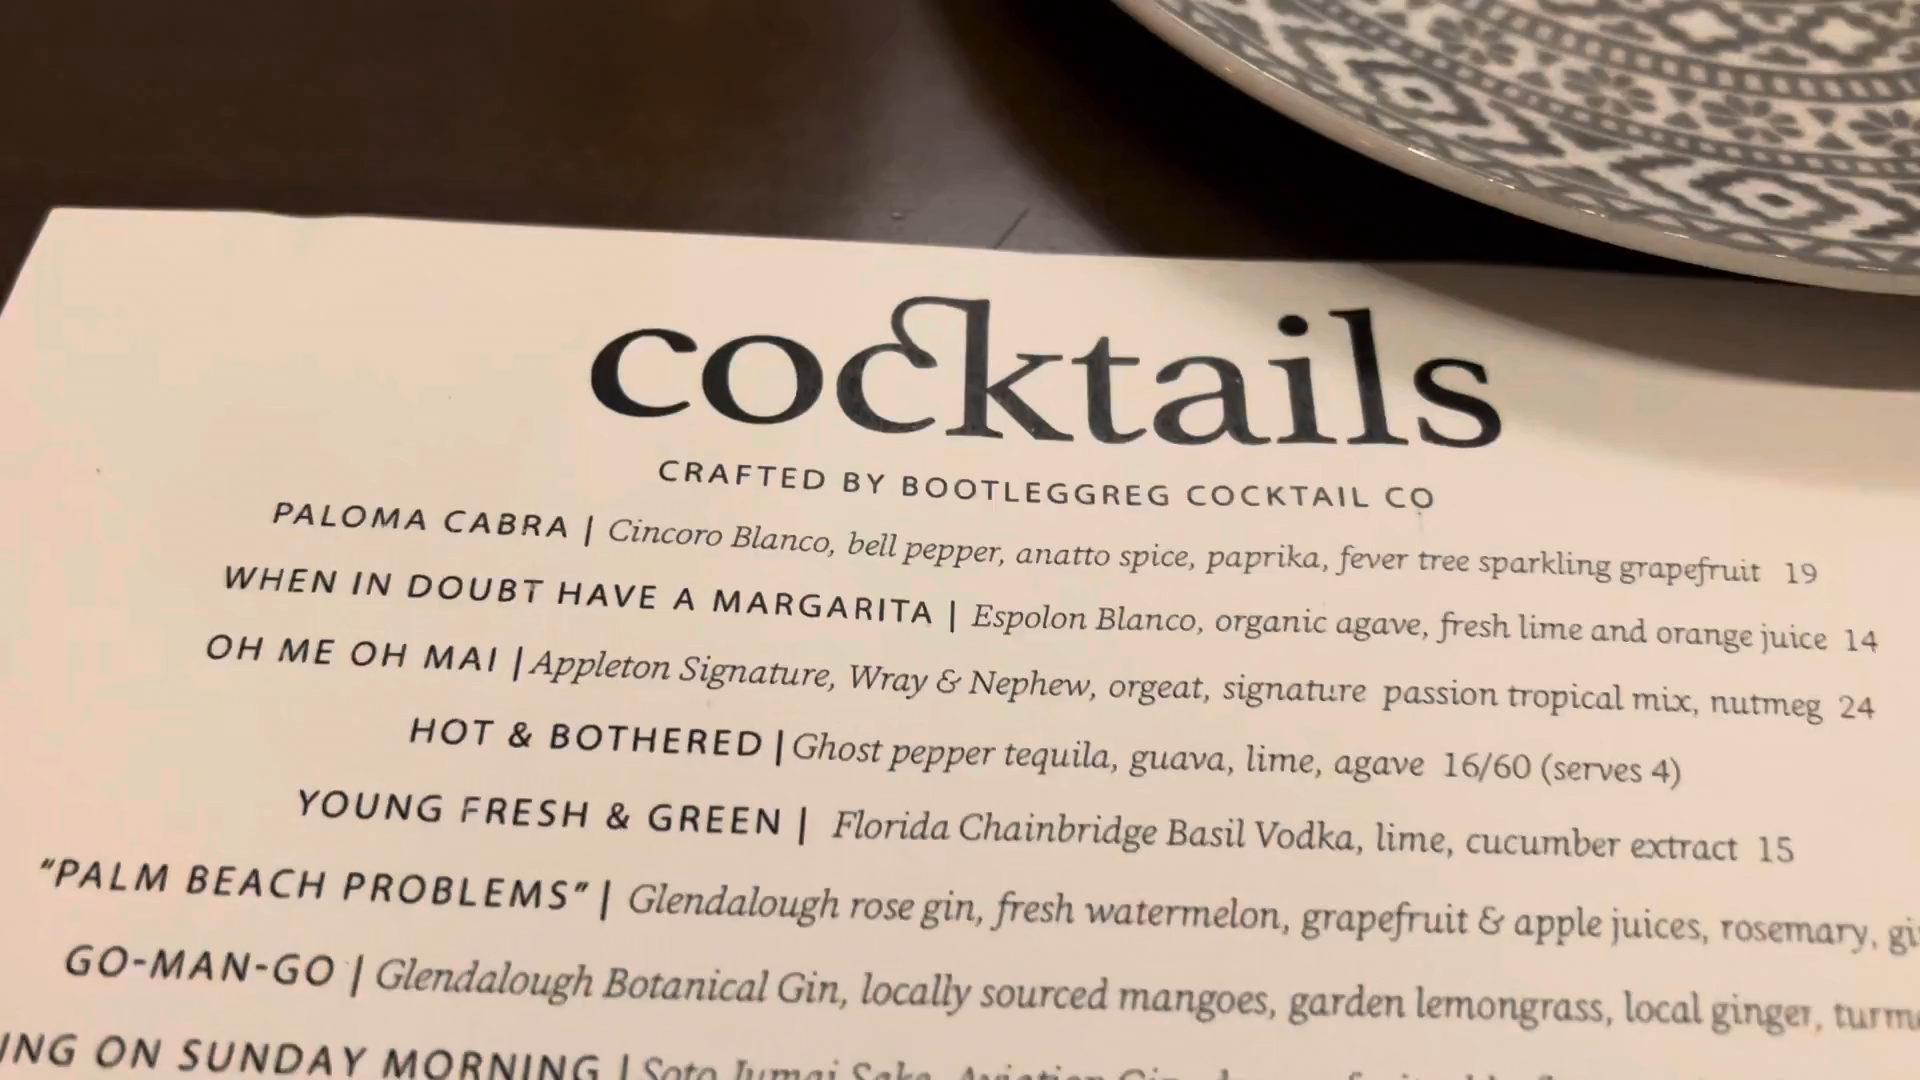 cocktails
CRAFTED BY BOOTLEGGREG COCKTAIL CO
PALOMA CABRA | Cincoro Blanco, bell pepper, anatto spice, paprika, fever tree sparkling grapefruit 19
WHEN IN DOUBT HAVE A MARGARITA | Espolon Blanco, organic agave, fresh lime and orange juice 14
OH ME OH MAI | Appleton Signature, Wray & Nephew, orgeat, signature passion tropical mix, nutmeg 24
HOT & BOTHERED | Ghost pepper tequila, guava, lime, agave 16/60 (serves 4)
YOUNG FRESH & GREEN | Florida Chainbridge Basil Vodka, lime, cucumber extract 15
"PALM BEACH PROBLEMS" | Glendalough rose gin, fresh watermelon, grapefruit & apple juices, rosemary,
GO-MAN-GO | Glendalough Botanical Gin, locally sourced mangoes, garden lemongrass, local ginger,
ON SUNDAY MORNING |